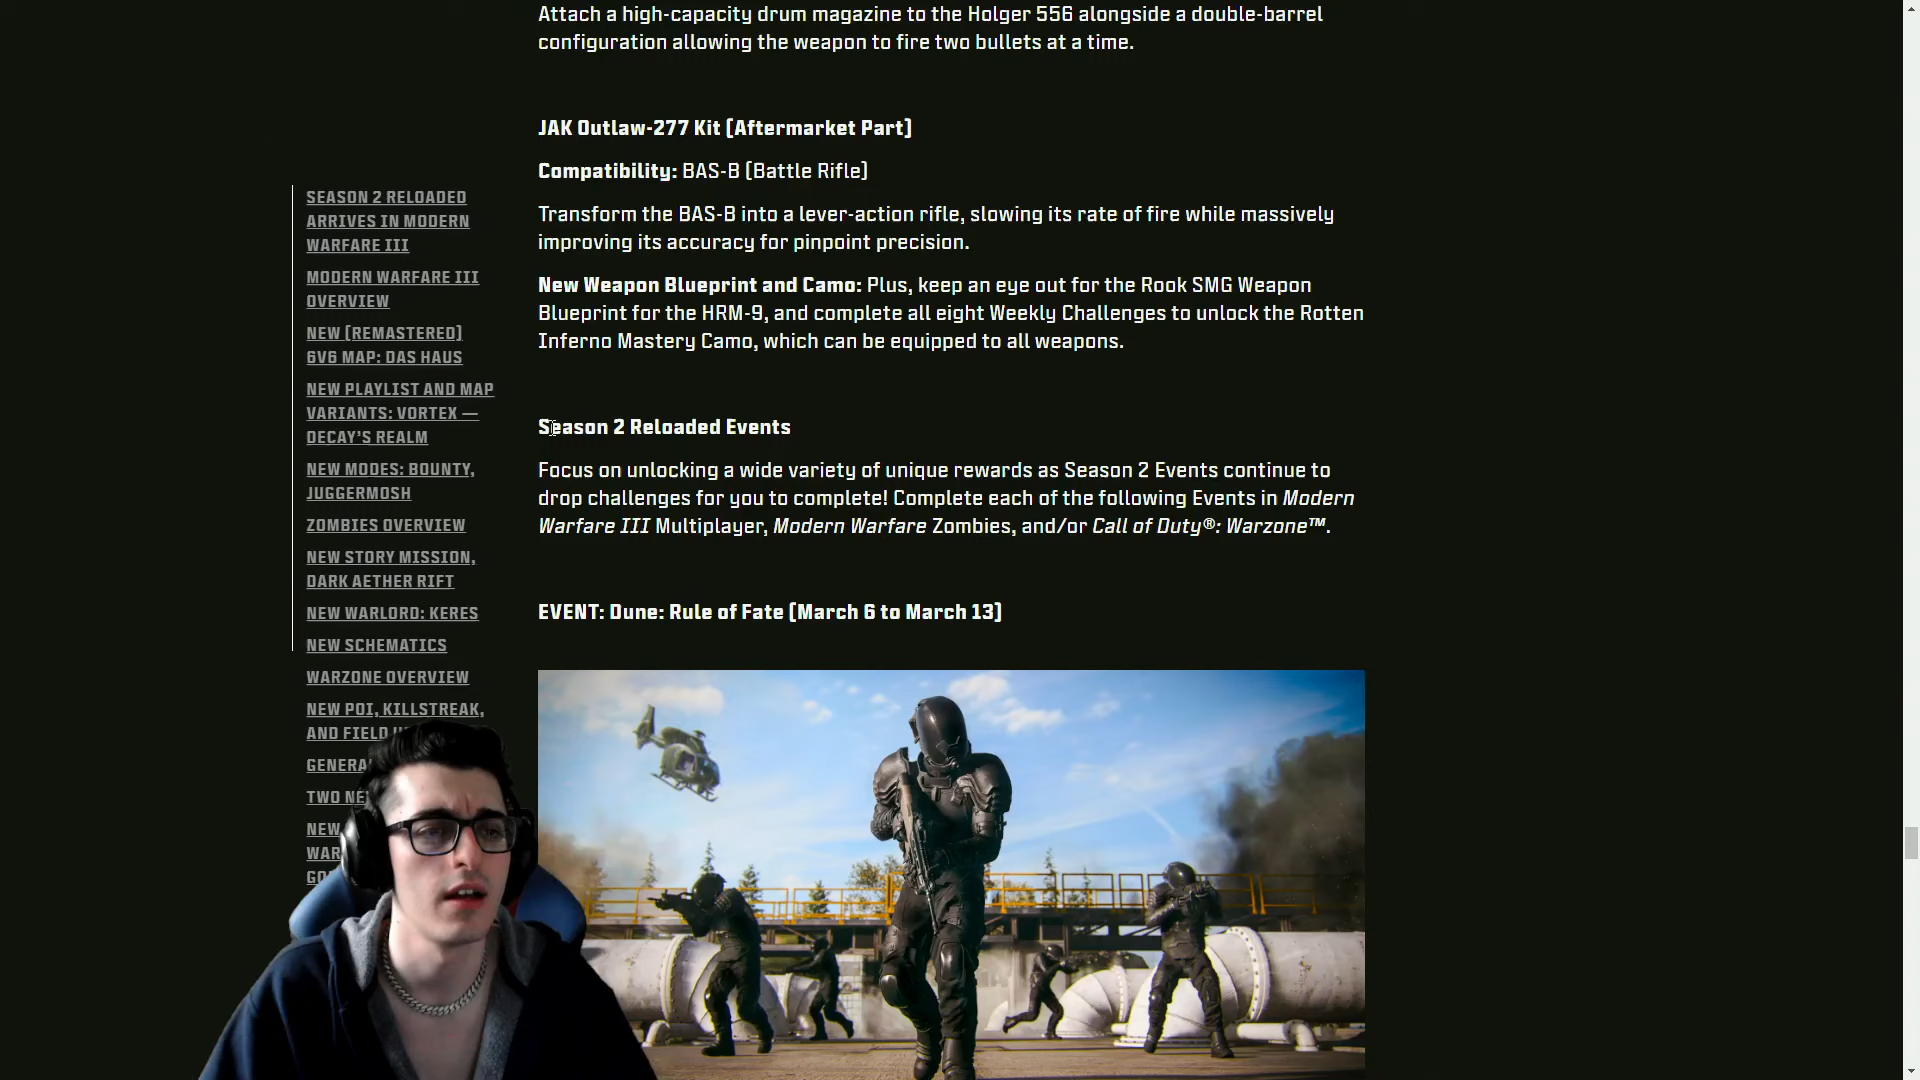 Attach a high-capacity drum magazine to the Holger 556 alongside a double-barrel
configuration allowing the weapon to fire two bullets at a time.
JAK Outlaw-277 Kit [Aftermarket Part]
Compatibility: BAS-B [Battle Rifle]
Transform the BAS-B into a lever-action rifle, slowing its rate of fire while massively
improving its accuracy for pinpoint precision.
New Weapon Blueprint and Camo: Plus, keep an eye out for the Rook SMG Weapon
Blueprint for the HRM-9, and complete all eight Weekly Challenges to unlock the Rotten
Inferno Mastery Camo, which can be equipped to all weapons.
Season 2 Reloaded Events
Focus on unlocking a wide variety of unique rewards as Season 2 Events continue to
drop challenges for you to complete! Complete each of the following Events in Modern
Warfare III Multiplayer, Modern Warfare Zombies, and/or Call of Duty®: Warzone™.
EVENT: Dune: Rule of Fate [March 6 to March 13]
SEASON 2 RELOADED
ARRIVES IN MODERN
WARFARE III
MODERN WARFARE III
OVERVIEW
NEW [REMASTERED]
6V6 MAP: DAS HAUS
NEW PLAYLIST AND MAP
VARIANTS: VORTEX —
DECAY'S REALM
NEW MODES: BOUNTY,
JUGGERMOSH
ZOMBIES OVERVIEW
NEW STORY MISSION,
DARK AETHER RIFT
NEW WARLORD: KERES
NEW SCHEMATICS
WARZONE OVERVIEW
NEW POI, KILLSTREAK,
AND FIELD
TWO
NEW